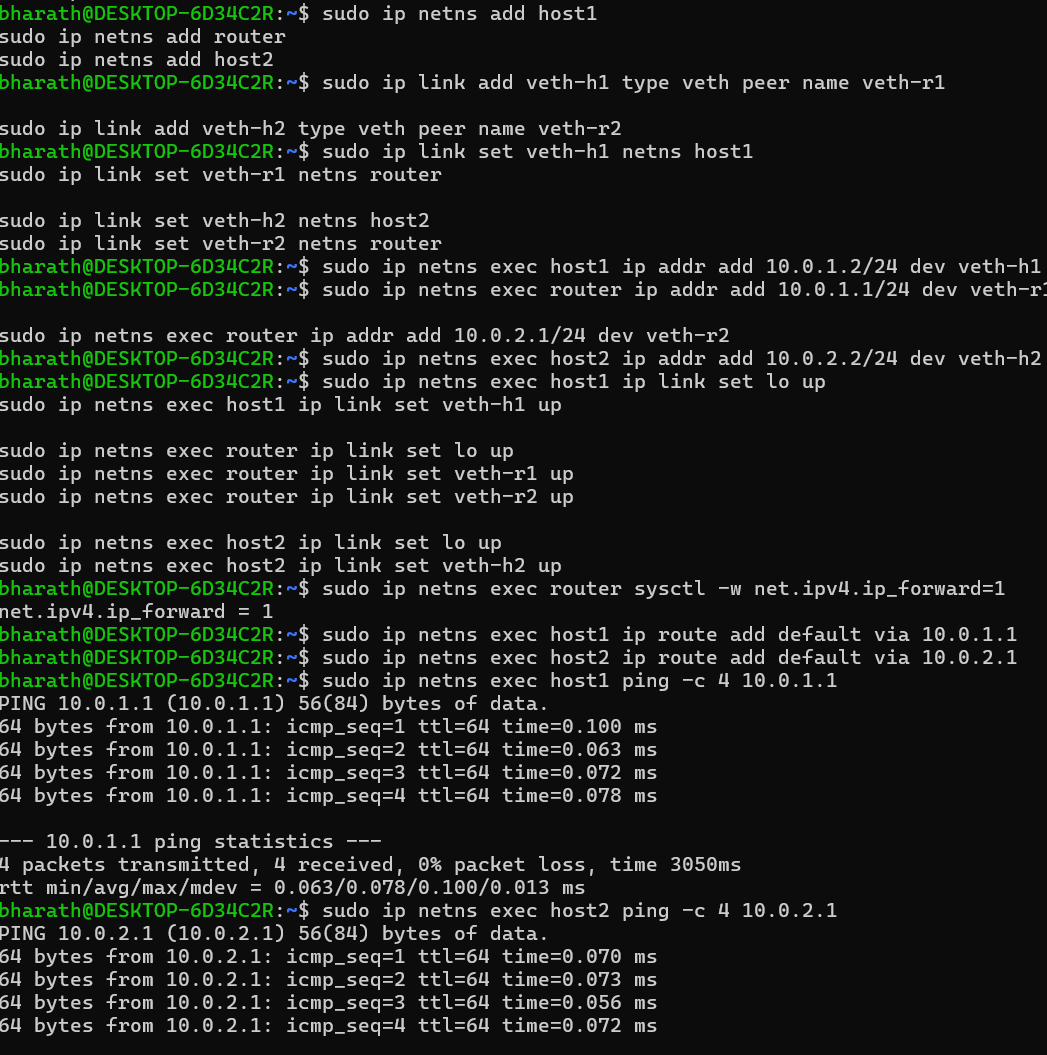 bharath@DESKTOP-6D34C2R:~$ sudo ip netns add host1
sudo ip netns add router
sudo ip netns add host2
bharath@DESKTOP-6D34C2R:~$ sudo ip link add veth-h1 type veth peer name veth-r1
sudo ip link add veth-h2 type veth peer name veth-r2
bharath@DESKTOP-6D34C2R:~$ sudo ip link set veth-h1 netns host1
sudo ip link set veth-r1 netns router
sudo ip link set veth-h2 netns host2
sudo ip link set veth-r2 netns router
bharath@DESKTOP-6D34C2R:~$ sudo ip netns exec host1 ip addr add 10.0.1.2/24 dev veth-h1
bharath@DESKTOP-6D34C2R:~$ sudo ip netns exec router ip addr add 10.0.1.1/24 dev veth-r1
sudo ip netns exec router ip addr add 10.0.2.1/24 dev veth-r2
bharath@DESKTOP-6D34C2R:~$ sudo ip netns exec host2 ip addr add 10.0.2.2/24 dev veth-h2
bharath@DESKTOP-6D34C2R:~$ sudo ip netns exec host1 ip link set lo up
sudo ip netns exec host1 ip link set veth-h1 up
sudo ip netns exec router ip link set lo up
sudo ip netns exec router ip link set veth-r1 up
sudo ip netns exec router ip link set veth-r2 up
sudo ip netns exec host2 ip link set lo up
sudo ip netns exec host2 ip link set veth-h2 up
bharath@DESKTOP-6D34C2R:~$ sudo ip netns exec router sysctl -w net.ipv4.ip_forward=1
net.ipv4.ip_forward = 1
bharath@DESKTOP-6D34C2R:~$ sudo ip netns exec host1 ip route add default via 10.0.1.1
bharath@DESKTOP-6D34C2R:~$ sudo ip netns exec host2 ip route add default via 10.0.2.1
bharath@DESKTOP-6D34C2R:~$ sudo ip netns exec host1 ping -c 4 10.0.1.1
PING 10.0.1.1 (10.0.1.1) 56(84) bytes of data.
64 bytes from 10.0.1.1: icmp_seq=1 ttl=64 time=0.100 ms
64 bytes from 10.0.1.1: icmp_seq=2 ttl=64 time=0.063 ms
64 bytes from 10.0.1.1: icmp_seq=3 ttl=64 time=0.072 ms
64 bytes from 10.0.1.1: icmp_seq=4 ttl=64 time=0.078 ms
--- 10.0.1.1 ping statistics ---
4 packets transmitted, 4 received, 0% packet loss, time 3050ms
rtt min/avg/max/mdev = 0.063/0.078/0.100/0.013 ms
bharath@DESKTOP-6D34C2R:~$ sudo ip netns exec host2 ping -c 4 10.0.2.1
PING 10.0.2.1 (10.0.2.1) 56(84) bytes of data.
64 bytes from 10.0.2.1: icmp_seq=1 ttl=64 time=0.070 ms
64 bytes from 10.0.2.1: icmp_seq=2 ttl=64 time=0.073 ms
64 bytes from 10.0.2.1: icmp_seq=3 ttl=64 time=0.056 ms
64 bytes from 10.0.2.1: icmp_seq=4 ttl=64 time=0.072 ms